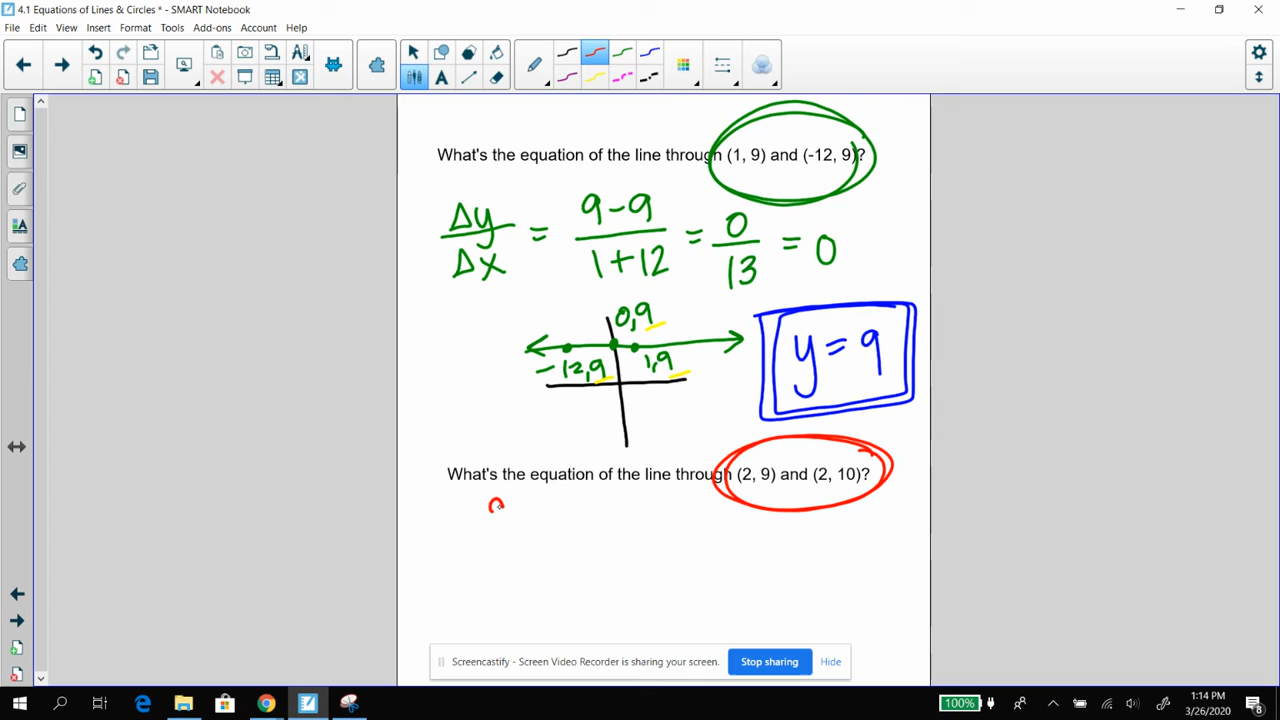 4.1 Equations of Lines & Circles * - SMART Notebook
File Edit View Insert Format Tools Add-ons Account Help
What's the equation of the line through (1, 9) and (-12, 9)?
Δy/Δx = 9-9/1+12 = 0/13 = 0
0,9
-12,9 1,9
y = 9
What's the equation of the line through (2, 9) and (2, 10)?
Screencastify - Screen Video Recorder is sharing your screen. Stop sharing Hide
100% 1:14 PM
3/26/2020 8